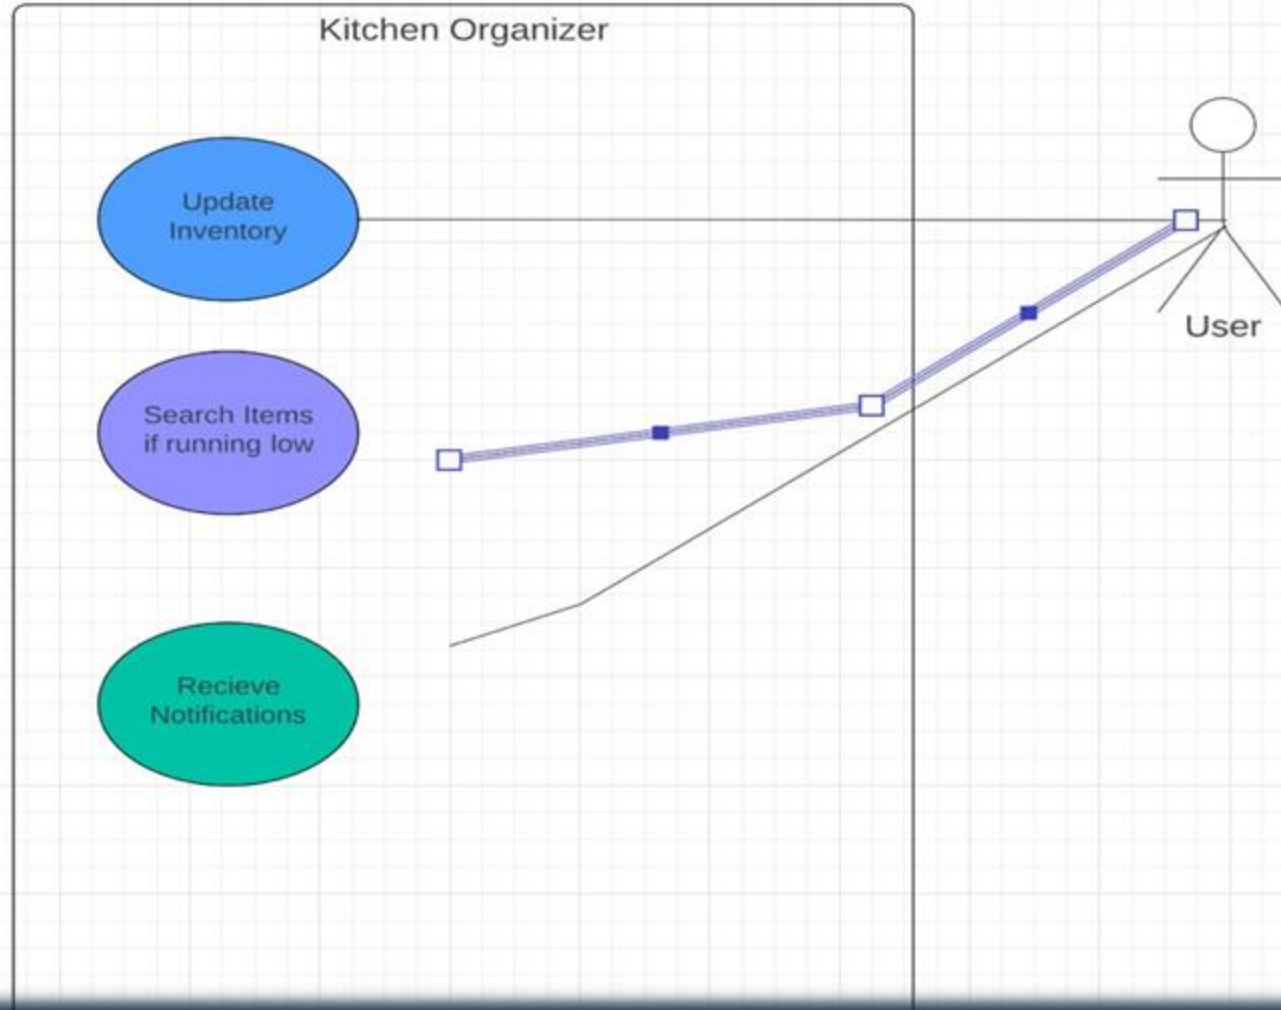 Kitchen Organizer
Update
Inventory
Search Items
if running low
User
Recieve
Notifications